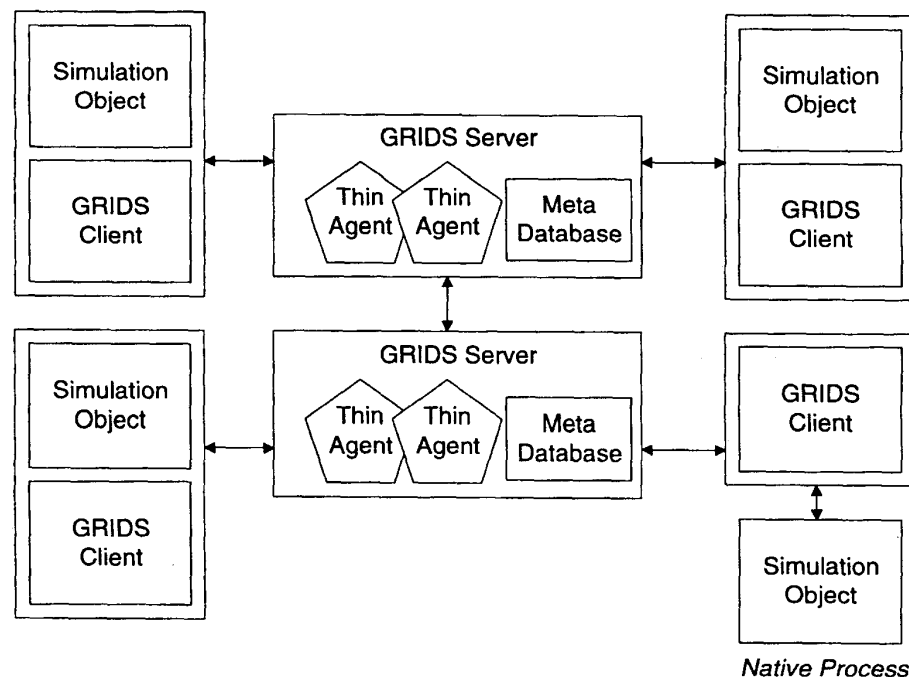 Simulation
Object
GRIDS
Client
GRIDS Server
Thin
Agent
Thin
Agent
Meta
Database
Simulation
Object
GRIDS
Client
Simulation
Object
GRIDS
Client
GRIDS Server
Thin
Agent
Thin
Agent
Meta
Database
GRIDS
Client
Simulation
Object
Native Process